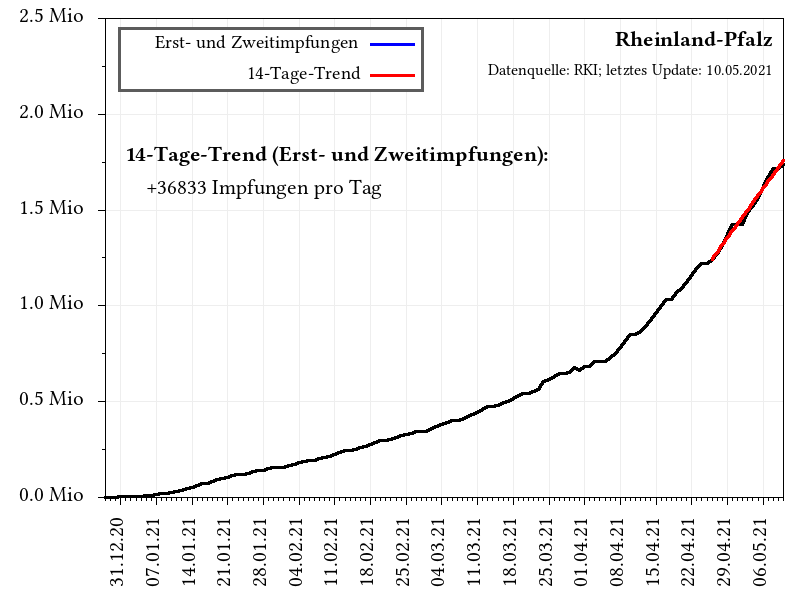 2.5 Mio
2.0 Mio
1.5 Mio
1.0 Mio
0.5 Mio
0.0 Mio
Erst- und Zweitimpfungen
14-Tage-Trend
Rheinland-Pfalz
Datenquelle: RKI; letztes Update: 10.05.2021
14-Tage-Trend (Erst- und Zweitimpfungen):
+36833 Impfungen pro Tag
31.12.20
07.01.21
14.01.21
21.01.21
28.01.21
04.02.21
11.02.21
18.02.21
25.02.21
04.03.21
11.03.21
18.03.21
25.03.21
01.04.21
08.04.21
15.04.21
22.04.21
29.04.21
06.05.21